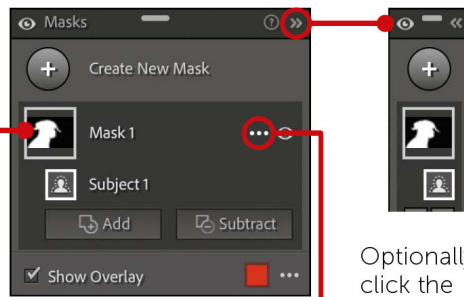 Masks
Create New Mask
Mask 1
Subject 1
Add
Subtract
Show Overlay
Optionally
click the